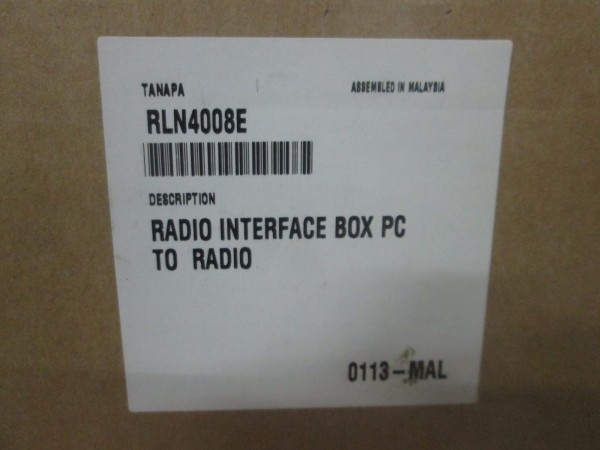 TANAPA
ASSEMBLED IN MALAYSIA
RLN4008E
DESCRIPTION
RADIO INTERFACE BOX PC
TO RADIO
0113-MAL